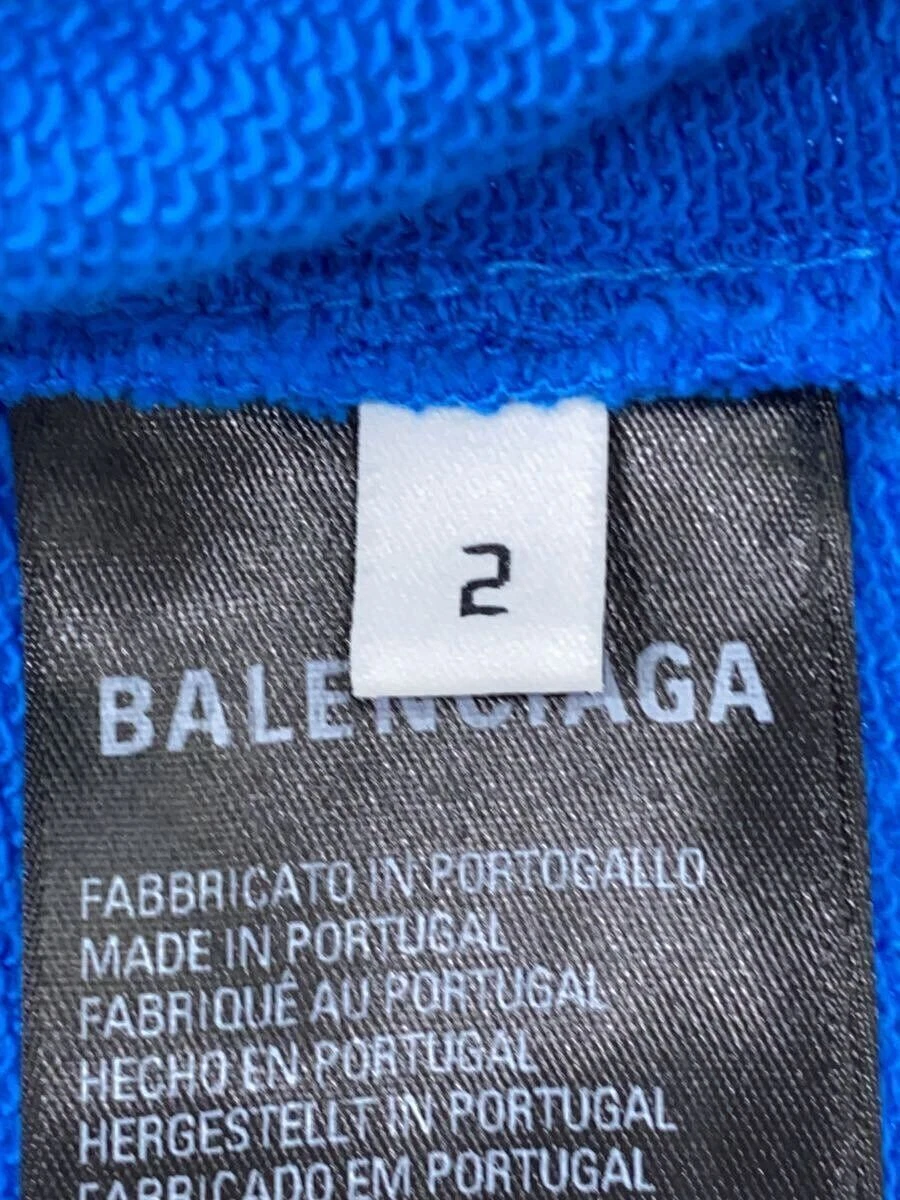 2
BALENCIAGA
FABBRICATO IN PORTOGALLO
MADE IN PORTUGAL
FABRIQUÉ AU PORTUGAL
HECHO EN PORTUGAL
HERGESTELLT IN PORTUGAL
FABRICADO EM PORTUGAL